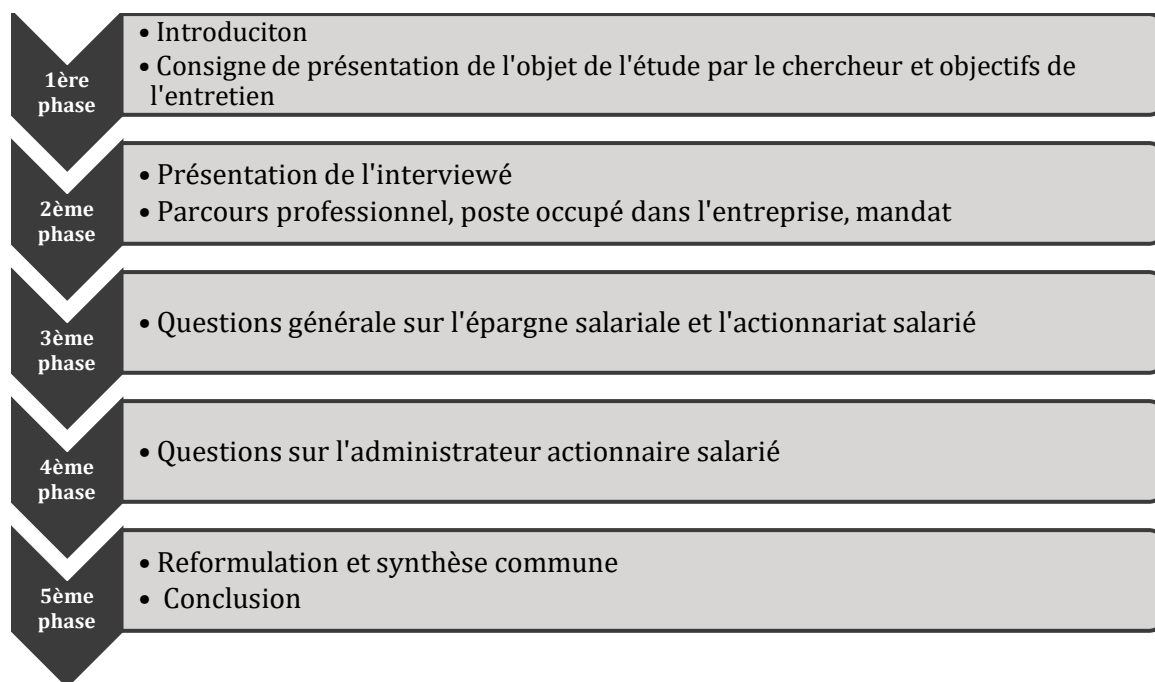 1ère
phase
• Introduciton
• Consigne de présentation de l'objet de l'étude par le chercheur et objectifs de
l'entretien
2ème
phase
• Présentation de l'interviewé
• Parcours professionnel, poste occupé dans l'entreprise, mandat
3ème
phase
• Questions générale sur l'épargne salariale et l'actionnariat salarié
4ème
phase
• Questions sur l'administrateur actionnaire salarié
5ème
phase
• Reformulation et synthèse commune
• Conclusion